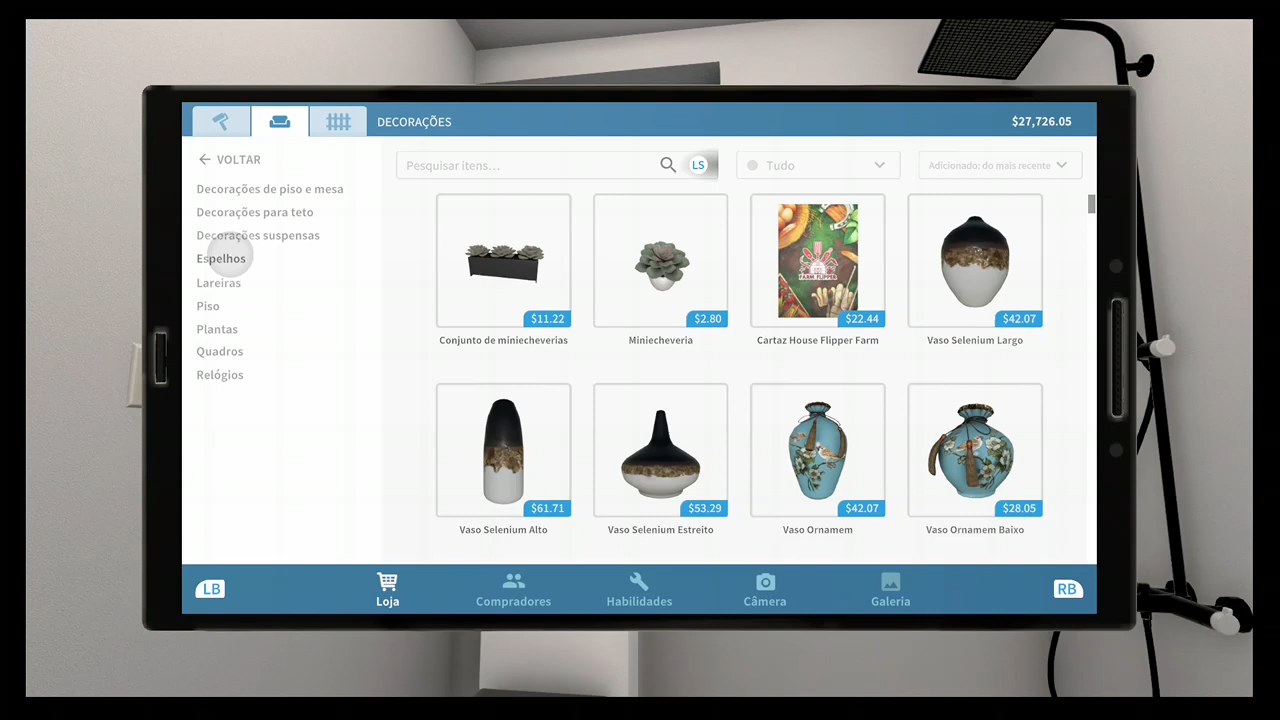 DECORAÇÕES
$27,726.05
VOLTAR
Pesquisar itens...
LS
Tudo
Adicionado: do mais recente
Decorações de piso e mesa
Decorações para teto
Decorações suspensas
Espelhos
Lareiras
Piso
Plantas
Quadros
Relógios
$11.22
$2.80
FARM FLIPPER
$22.44
$42.07
Conjunto de miniecheverias
Miniecheveria
Cartaz House Flipper Farm
Vaso Selenium Largo
$61.71
$53.29
$42.07
$28.05
Vaso Selenium Alto
Vaso Selenium Estreito
Vaso Ornamem
Vaso Ornamem Baixo
LB
Loja
Compradores
Habilidades
Câmera
Galeria
RB